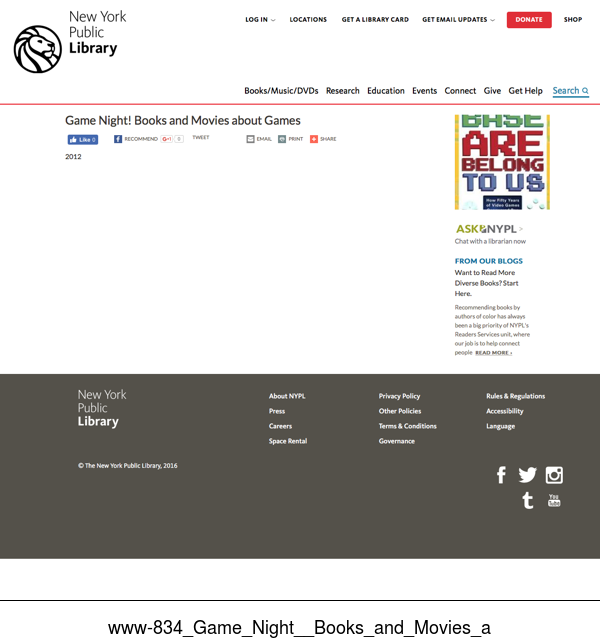 New York
Public
Library
LOG IN
LOCATIONS
GET A LIBRARY CARD
GET EMAIL UPDATES
DONATE
SHOP
Books/Music/DVDs Research Education Events Connect Give Get Help Search
Game Night! Books and Movies about Games
Like 0
RECOMMEND
G+1 0
TWEET
EMAIL
PRINT
SHARE
2012
BASE
ARE
BELONG
TO US
How Fifty Years
of Video Games
ASK NYPL >
Chat with a librarian now
FROM OUR BLOGS
Want to Read More
Diverse Books? Start
Here.
Recommending books by
authors of color has always
been a big priority of NYPL's
Readers Services unit, where
our job is to help connect
people READ MORE ›
New York
Public
Library
About NYPL
Press
Careers
Space Rental
Privacy Policy
Other Policies
Terms & Conditions
Governance
Rules & Regulations
Accessibility
Language
© The New York Public Library, 2016
f
t
You
Tube
www-834_Game_Night__Books_and_Movies_a